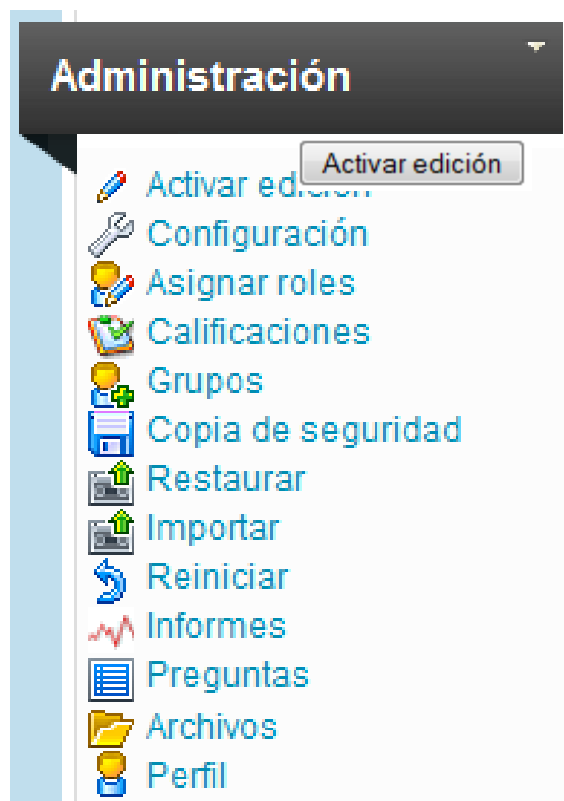 Administración
Activar edición
Activar edición
Configuración
Asignar roles
Calificaciones
Grupos
Copia de seguridad
Restaurar
Importar
Reiniciar
Informes
Preguntas
Archivos
Perfil